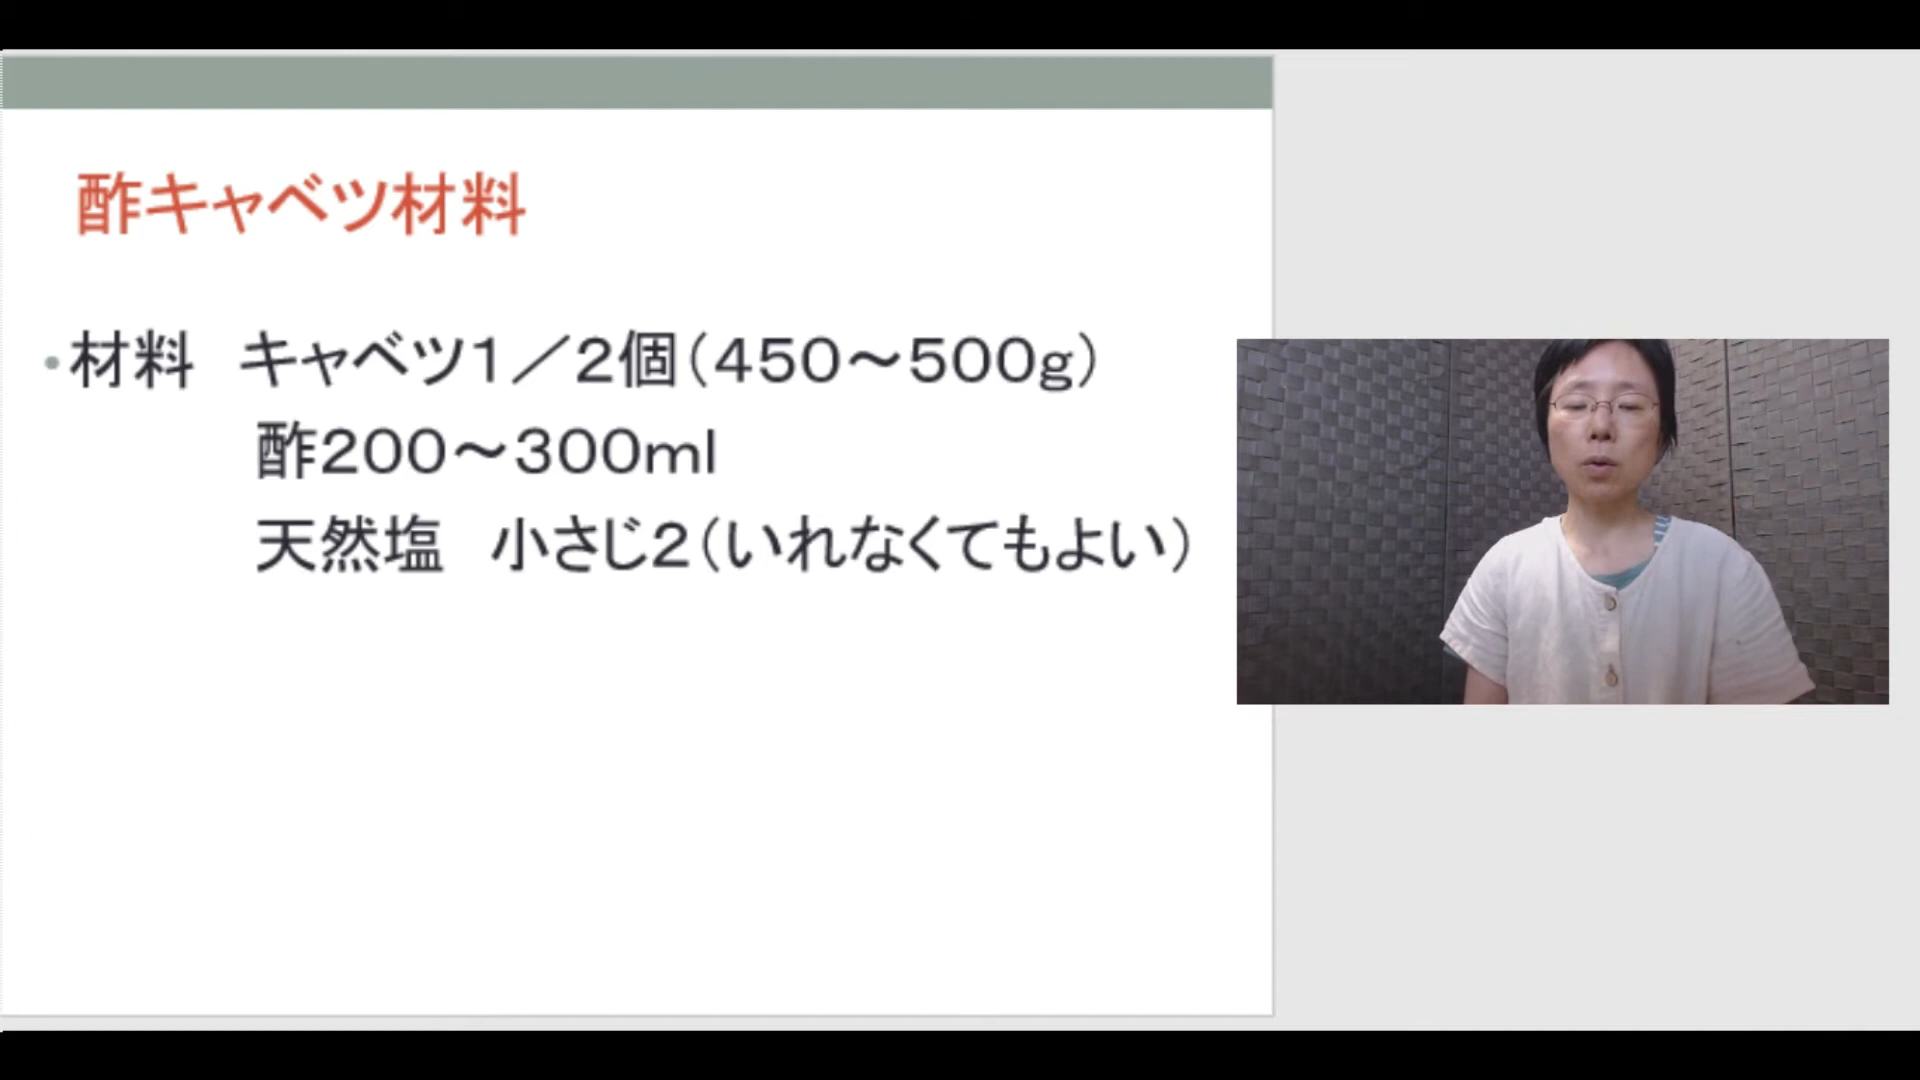 酢キャベツ材料
・材料　キャベツ1／2個（450～500g）
酢200～300ml
天然塩　小さじ2（いれなくてもよい）